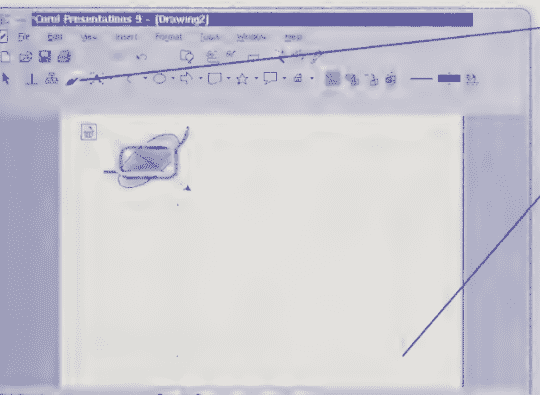 Corel Presentations 9 - [Drawing2]
File Edit View Insert Format Tools Window Help